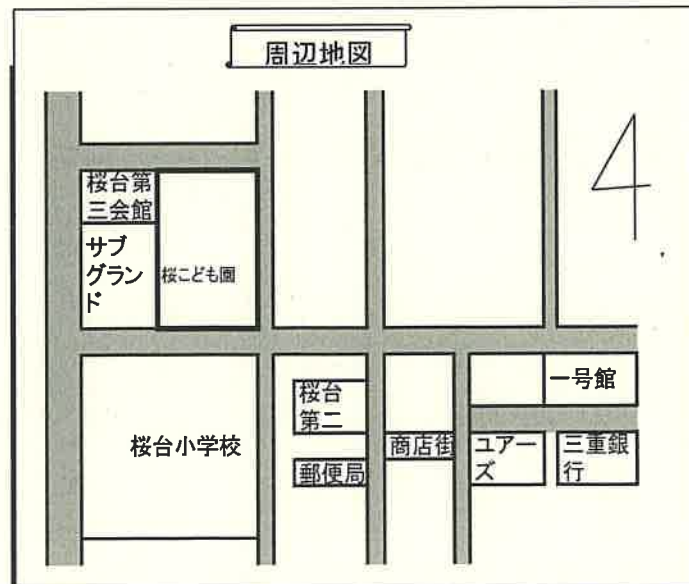 周辺地図
桜台第
三会館
サブ
グラン
ド
桜こども園
一号館
桜台
第二
桜台小学校
商店街
ユアー
ズ
三重銀
行
郵便局